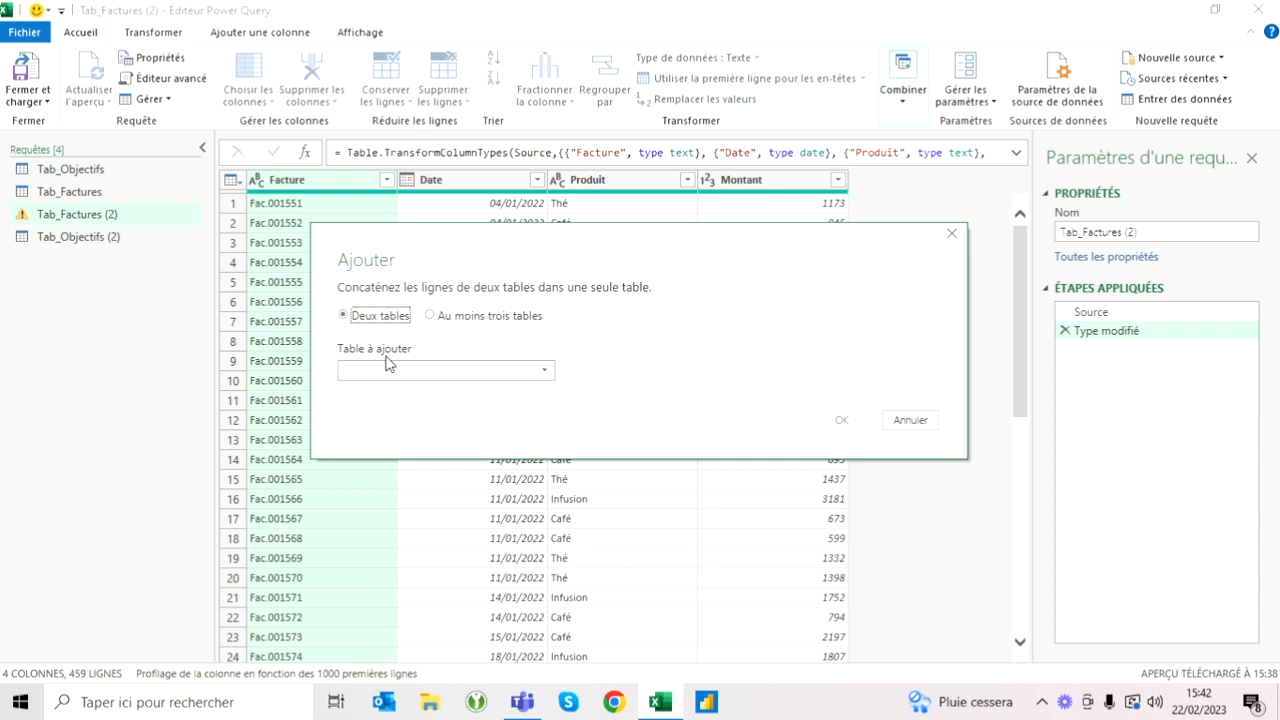 Tab_Factures (2) - Éditeur Power Query
Fichier Accueil Transformer Ajouter une colonne Affichage
Fermer et charger
Fermer
Actualiser l'aperçu
Propriétés
Éditeur avancé
Gérer
Requête
Choisir les colonnes
Supprimer les colonnes
Gérer les colonnes
Conserver les lignes
Supprimer les lignes
Réduire les lignes
Trier
Fractionner la colonne
Regrouper par
Type de données : Texte
Utiliser la première ligne pour les en-têtes
Remplacer les valeurs
Transformer
Combiner
Gérer les paramètres
Paramètres
Paramètres de la source de données
Sources de données
Nouvelle source
Sources récentes
Entrer des données
Nouvelle requête
Requêtes [4]
Tab_Objectifs
Tab_Factures
Tab_Factures (2)
Tab_Objectifs (2)
fx = Table.TransformColumnTypes(Source,{{"Facture", type text}, {"Date", type date}, {"Produit", type text},
ABC Facture Date ABC Produit 123 Montant
1 Fac.001551 04/01/2022 Thé 1173
2 Fac.001552
3 Fac.001553
4 Fac.001554
5 Fac.001555
6 Fac.001556
7 Fac.001557
8 Fac.001558
9 Fac.001559
10 Fac.001560
11 Fac.001561
12 Fac.001562
13 Fac.001563
14 Fac.001564 11/01/2022 Café
15 Fac.001565 11/01/2022 Thé 1437
16 Fac.001566 11/01/2022 Infusion 3181
17 Fac.001567 11/01/2022 Café 673
18 Fac.001568 11/01/2022 Café 599
19 Fac.001569 11/01/2022 Thé 1332
20 Fac.001570 11/01/2022 Thé 1398
21 Fac.001571 14/01/2022 Infusion 1752
22 Fac.001572 14/01/2022 Café 794
23 Fac.001573 15/01/2022 Café 2197
24 Fac.001574 18/01/2022 Infusion 1807
Ajouter
Concaténez les lignes de deux tables dans une seule table.
Deux tables Au moins trois tables
Table à ajouter
OK Annuler
Paramètres d'une requ...
PROPRIÉTÉS
Nom
Tab_Factures (2)
Toutes les propriétés
ÉTAPES APPLIQUÉES
Source
Type modifié
4 COLONNES, 459 LIGNES Profilage de la colonne en fonction des 1000 premières lignes APERÇU TÉLÉCHARGÉ À 15:38
Taper ici pour rechercher
Pluie cessera
15:42
22/02/2023
8